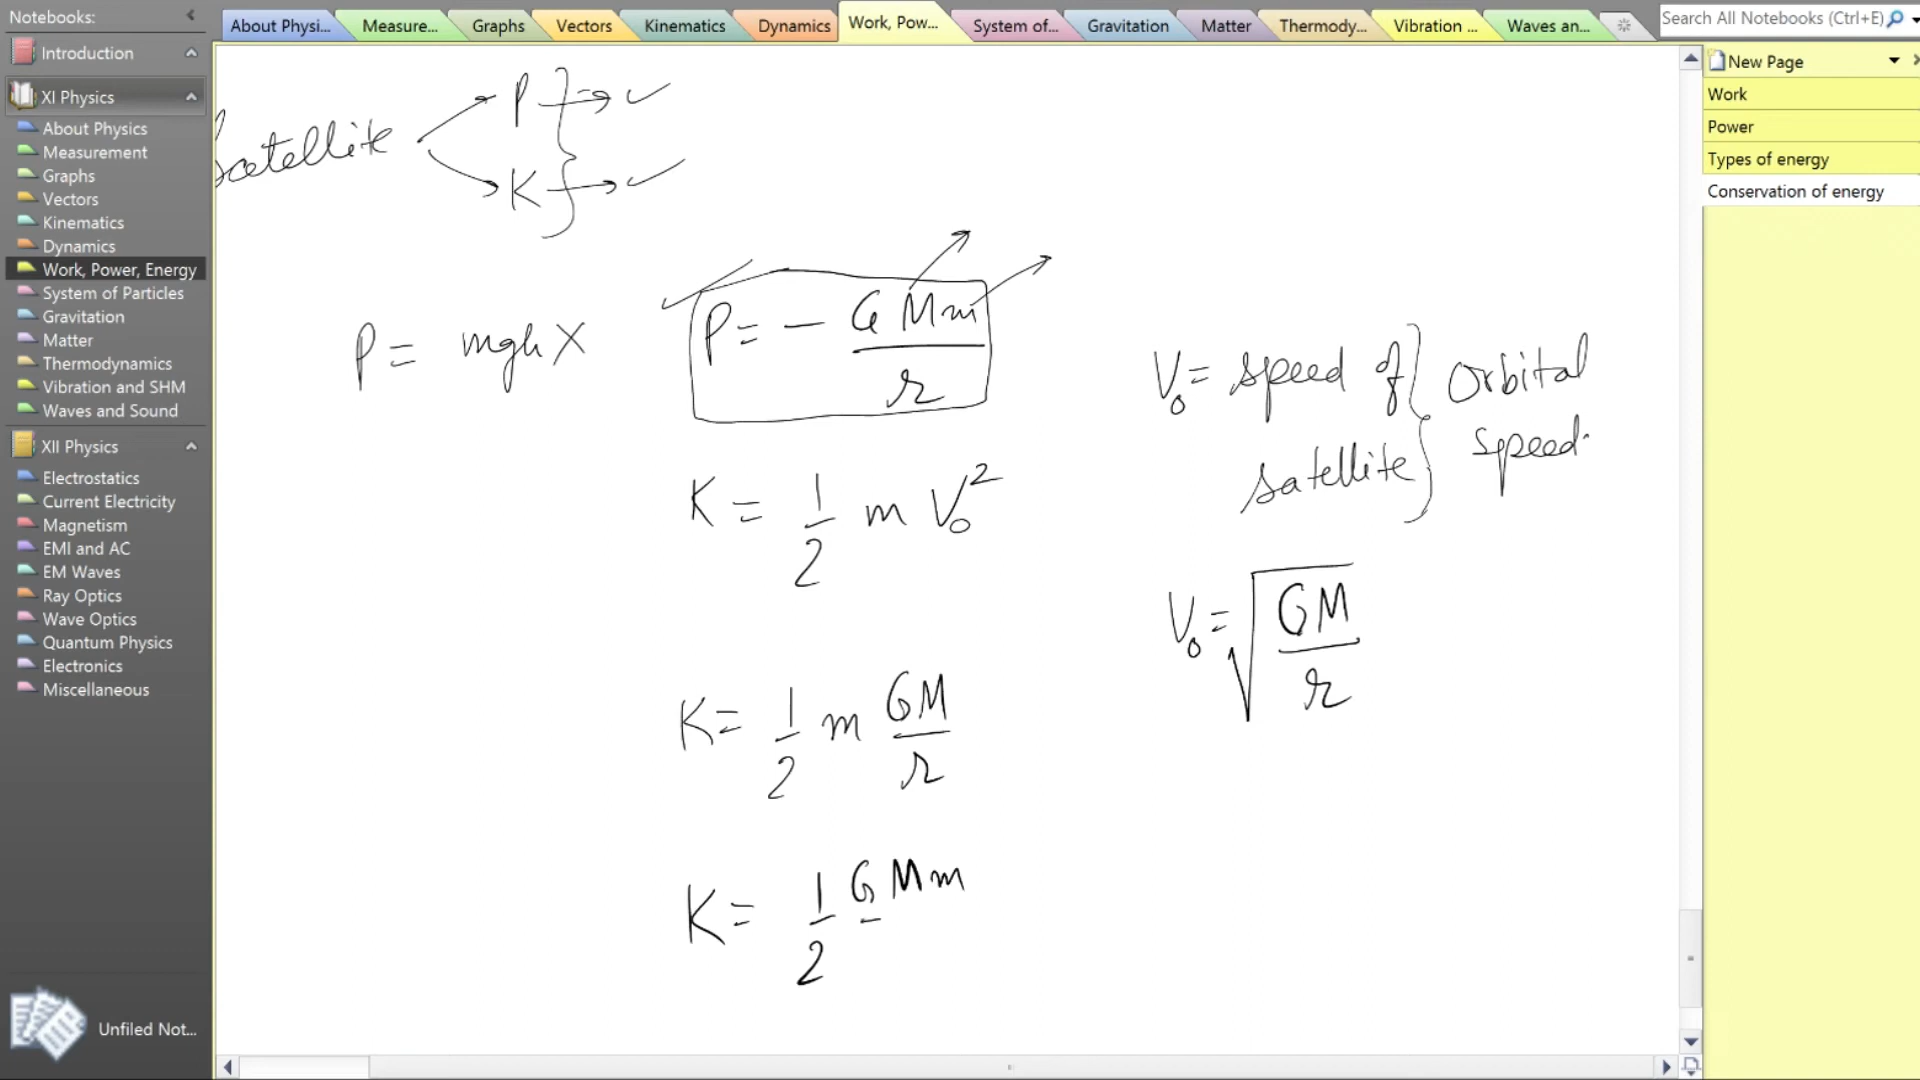 Notebooks:
Introduction
XI Physics
About Physics
Measurement
Graphs
Vectors
Kinematics
Dynamics
Work, Power, Energy
System of Particles
Gravitation
Matter
Thermodynamics
Vibration and SHM
Waves and Sound
XII Physics
Electrostatics
Current Electricity
Magnetism
EMI and AC
EM Waves
Ray Optics
Wave Optics
Quantum Physics
Electronics
Miscellaneous
Unfiled Not...
About Physi... Measure... Graphs Vectors Kinematics Dynamics Work, Pow... System of... Gravitation Matter Thermody... Vibration ... Waves an...
Search All Notebooks (Ctrl+E)
New Page
Work
Power
Types of energy
Conservation of energy
Satellite → P → ✓
→ K → ✓
P = mgh X
P = - GMm/r
K = 1/2 m V₀²
K = 1/2 m GM/r
K = 1/2 GMm
V₀ = speed of satellite } orbital speed.
V₀ = √(GM/r)